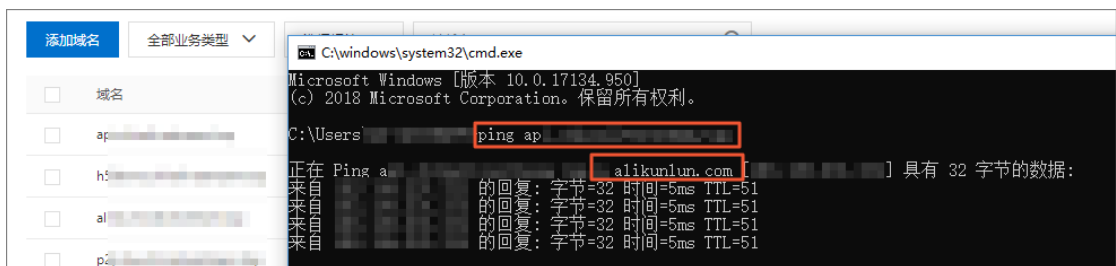 添加域名 全部业务类型
C:\windows\system32\cmd.exe
域名
Microsoft Windows [版本 10.0.17134.950]
(c) 2018 Microsoft Corporation。保留所有权利。
ap
C:\Users ping ap
h5
正在 Ping a alikunlun.com [ ] 具有 32 字节的数据:
来自 的回复: 字节=32 时间=5ms TTL=51
来自 的回复: 字节=32 时间=5ms TTL=51
al
来自 的回复: 字节=32 时间=5ms TTL=51
来自 的回复: 字节=32 时间=5ms TTL=51